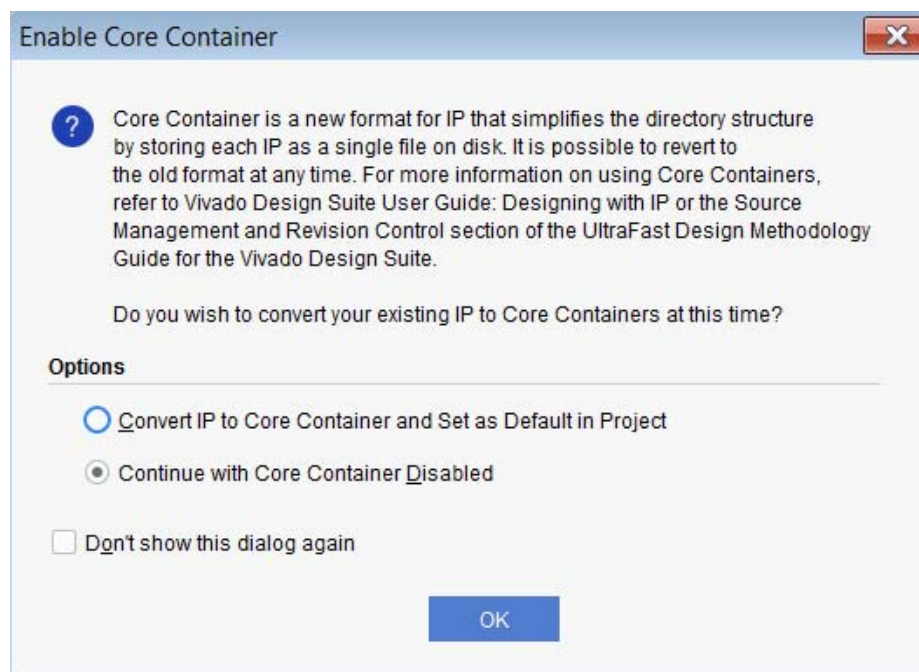 Enable Core Container
?
Core Container is a new format for IP that simplifies the directory structure
by storing each IP as a single file on disk. It is possible to revert to
the old format at any time. For more information on using Core Containers,
refer to Vivado Design Suite User Guide: Designing with IP or the Source
Management and Revision Control section of the UltraFast Design Methodology
Guide for the Vivado Design Suite.
Do you wish to convert your existing IP to Core Containers at this time?
Options
Convert IP to Core Container and Set as Default in Project
Continue with Core Container Disabled
Don't show this dialog again
OK